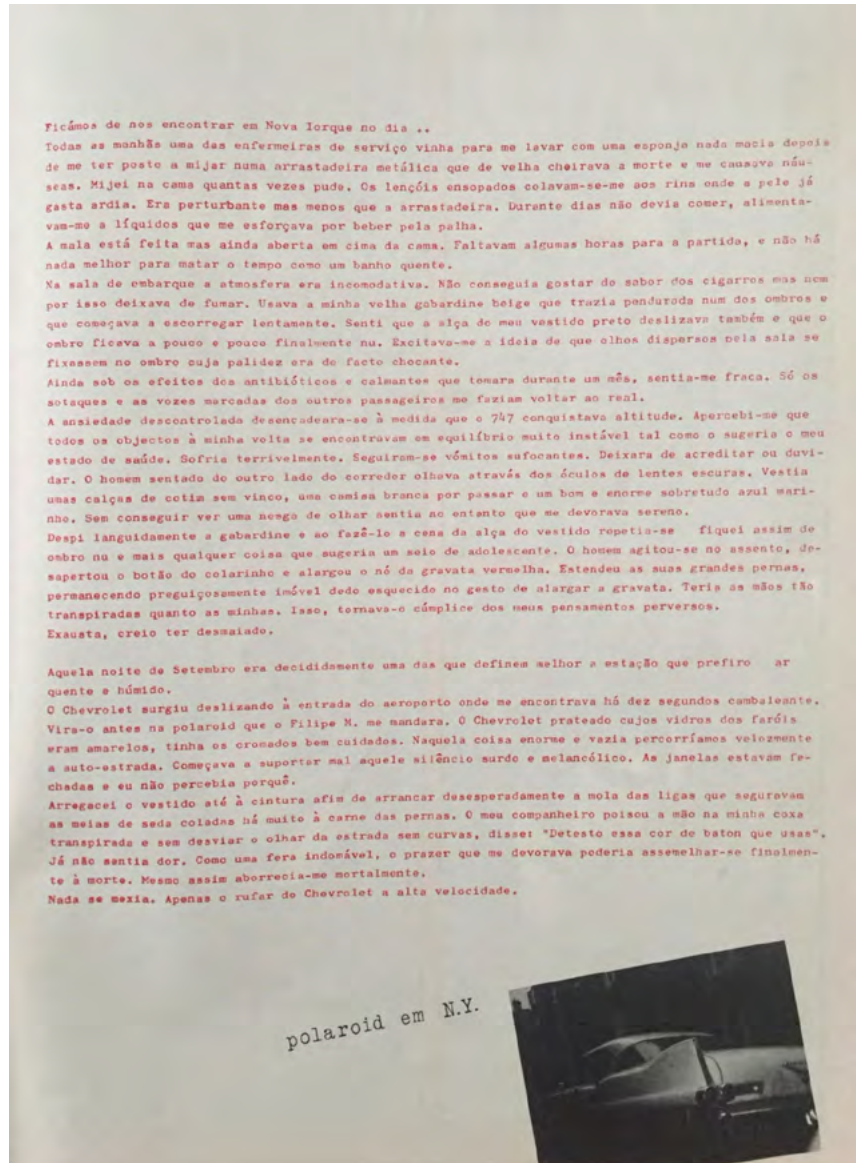 Ficámos de nos encontrar em Nova Iorque no dia ..
Todas as manhãs uma das enfermeiras de serviço vinha para me lavar com uma esponja nada macia depois
de me ter posto a mijar numa arrastadeira metálica que de velha cheirava a morte e me causava náu-
seas. Mijei na cama quantas vezes pude. Os lençóis ensopados colavam-se-me aos rins onde a pele já
gasta ardia. Era perturbante mas menos que a arrastadeira. Durante dias não devia comer, alimenta-
vam-me a líquidos que me esforçava por beber pela palha.
A mala está feita mas ainda aberta em cima da cama. Faltavam algumas horas para a partida, e não há
nada melhor para matar o tempo como um banho quente.
Na sala de embarque a atmosfera era incomodativa. Não conseguia gostar do sabor dos cigarros mas nem
por isso deixava de fumar. Usava a minha velha gabardine beige que trazia pendurada num dos ombros e
que começava a escorregar lentamente. Senti que a alça do meu vestido preto deslizava também e que o
ombro ficava a pouco e pouco finalmente nu. Excitava-me a ideia de que olhos dispersos pela sala se
fixassem no ombro cuja palidez era de facto chocante.
Ainda sob os efeitos dos antibióticos e calmantes que tomara durante um mês, sentia-me fraca. Só os
sotaques e as vozes marcadas dos outros passageiros me faziam voltar ao real.
A ansiedade descontrolada desencadeara-se à medida que o 747 conquistava altitude. Apercebi-me que
todos os objectos à minha volta se encontravam em equilíbrio muito instável tal como o sugeria o meu
estado de saúde. Sofria terrivelmente. Seguiram-se vómitos sufocantes. Deixara de acreditar ou duvi-
dar. O homem sentado do outro lado do corredor olhava através dos óculos de lentes escuras. Vestia
umas calças de cotim sem vinco, uma camisa branca por passar e um bom e enorme sobretudo azul mari-
nho. Sem conseguir ver uma nesga de olhar sentia no entanto que me devorava sereno.
Despi languidamente a gabardine e ao fazê-lo a cena da alça do vestido repetia-se   fiquei assim de
ombro nu e mais qualquer coisa que sugeria um seio de adolescente. O homem agitou-se no assento, de-
sapertou o botão do colarinho e alargou o nó da gravata vermelha. Estendeu as suas grandes pernas,
permanecendo preguiçosamente imóvel dedo esquecido no gesto de alargar a gravata. Teria as mãos tão
transpiradas quanto as minhas. Isso, tornava-o cúmplice dos meus pensamentos perversos.
Exausta, creio ter desmaiado.
Aquela noite de Setembro era decididamente uma das que definem melhor a estação que prefiro   ar
quente e húmido.
O Chevrolet surgiu deslizando à entrada do aeroporto onde me encontrava há dez segundos cambaleante.
Vira-o antes na polaroid que o Filipe M. me mandara. O Chevrolet prateado cujos vidros dos faróis
eram amarelos, tinha os cromados bem cuidados. Naquela coisa enorme e vazia percorríamos velozmente
a auto-estrada. Começava a suportar mal aquele silêncio surdo e melancólico. As janelas estavam fe-
chadas e eu não percebia porquê.
Arregacei o vestido até à cintura afim de arrancar desesperadamente a mola das ligas que seguravam
as meias de seda coladas há muito à carne das pernas. O meu companheiro poisou a mão na minha coxa
transpirada e sem desviar o olhar da estrada sem curvas, disse: "Detesto essa cor de baton que usas".
Já não sentia dor. Como uma fera indomável, o prazer que me devorava poderia assemelhar-se finalmen-
te à morte. Mesmo assim aborrecia-me mortalmente.
Nada se mexia. Apenas o rufar do Chevrolet a alta velocidade.
polaroid em N.Y.